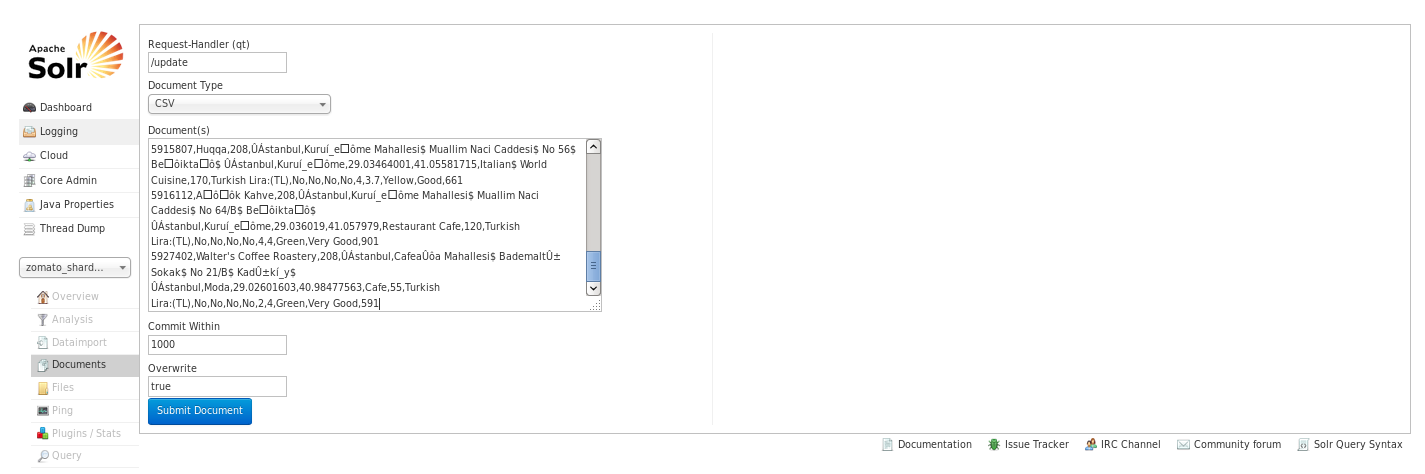 Apache
Solr
Dashboard
Logging
Cloud
Core Admin
Java Properties
Thread Dump
zomato_shard...
Overview
Analysis
Dataimport
Documents
Files
Ping
Plugins / Stats
Query
Request-Handler (qt)
/update
Document Type
CSV
Document(s)
5915807,Huqqa,208,ÛÁstanbul,Kuruí_e□ôme Mahallesi$ Muallim Naci Caddesi$ No 56$
Be□ôikta□ô$ ÛÁstanbul,Kuruí_e□ôme,29.03464001,41.05581715,Italian$ World
Cuisine,170,Turkish Lira:(TL),No,No,No,No,4,3.7,Yellow,Good,661
5916112,A□ô□ôk Kahve,208,ÛÁstanbul,Kuruí_e□ôme Mahallesi$ Muallim Naci
Caddesi$ No 64/B$ Be□ôikta□ô$
ÛÁstanbul,Kuruí_e□ôme,29.036019,41.057979,Restaurant Cafe,120,Turkish
Lira:(TL),No,No,No,No,4,4,Green,Very Good,901
5927402,Walter's Coffee Roastery,208,ÛÁstanbul,CafeaÛôa Mahallesi$ BademaltÛ±
Sokak$ No 21/B$ KadÛ±kí_y$
ÛÁstanbul,Moda,29.02601603,40.98477563,Cafe,55,Turkish
Lira:(TL),No,No,No,No,2,4,Green,Very Good,591
Commit Within
1000
Overwrite
true
Submit Document
Documentation
Issue Tracker
IRC Channel
Community forum
Solr Query Syntax